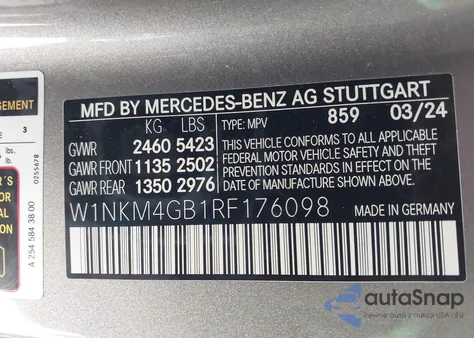 MFD BY MERCEDES-BENZ AG STUTTGART
KG LBS TYPE: MPV 859 03/24
GVWR 2460 5423
GAWR FRONT 1135 2502
GAWR REAR 1350 2976
THIS VEHICLE CONFORMS TO ALL APPLICABLE
FEDERAL MOTOR VEHICLE SAFETY AND
THEFT PREVENTION STANDARDS IN EFFECT
ON THE DATE OF MANUFACTURE SHOWN ABOVE.
W1NKM4GB1RF176098 MADE IN GERMANY
GEMENT
E 3
lbs.
lbs.
0255678
A 254 584 38 00
autoSnap